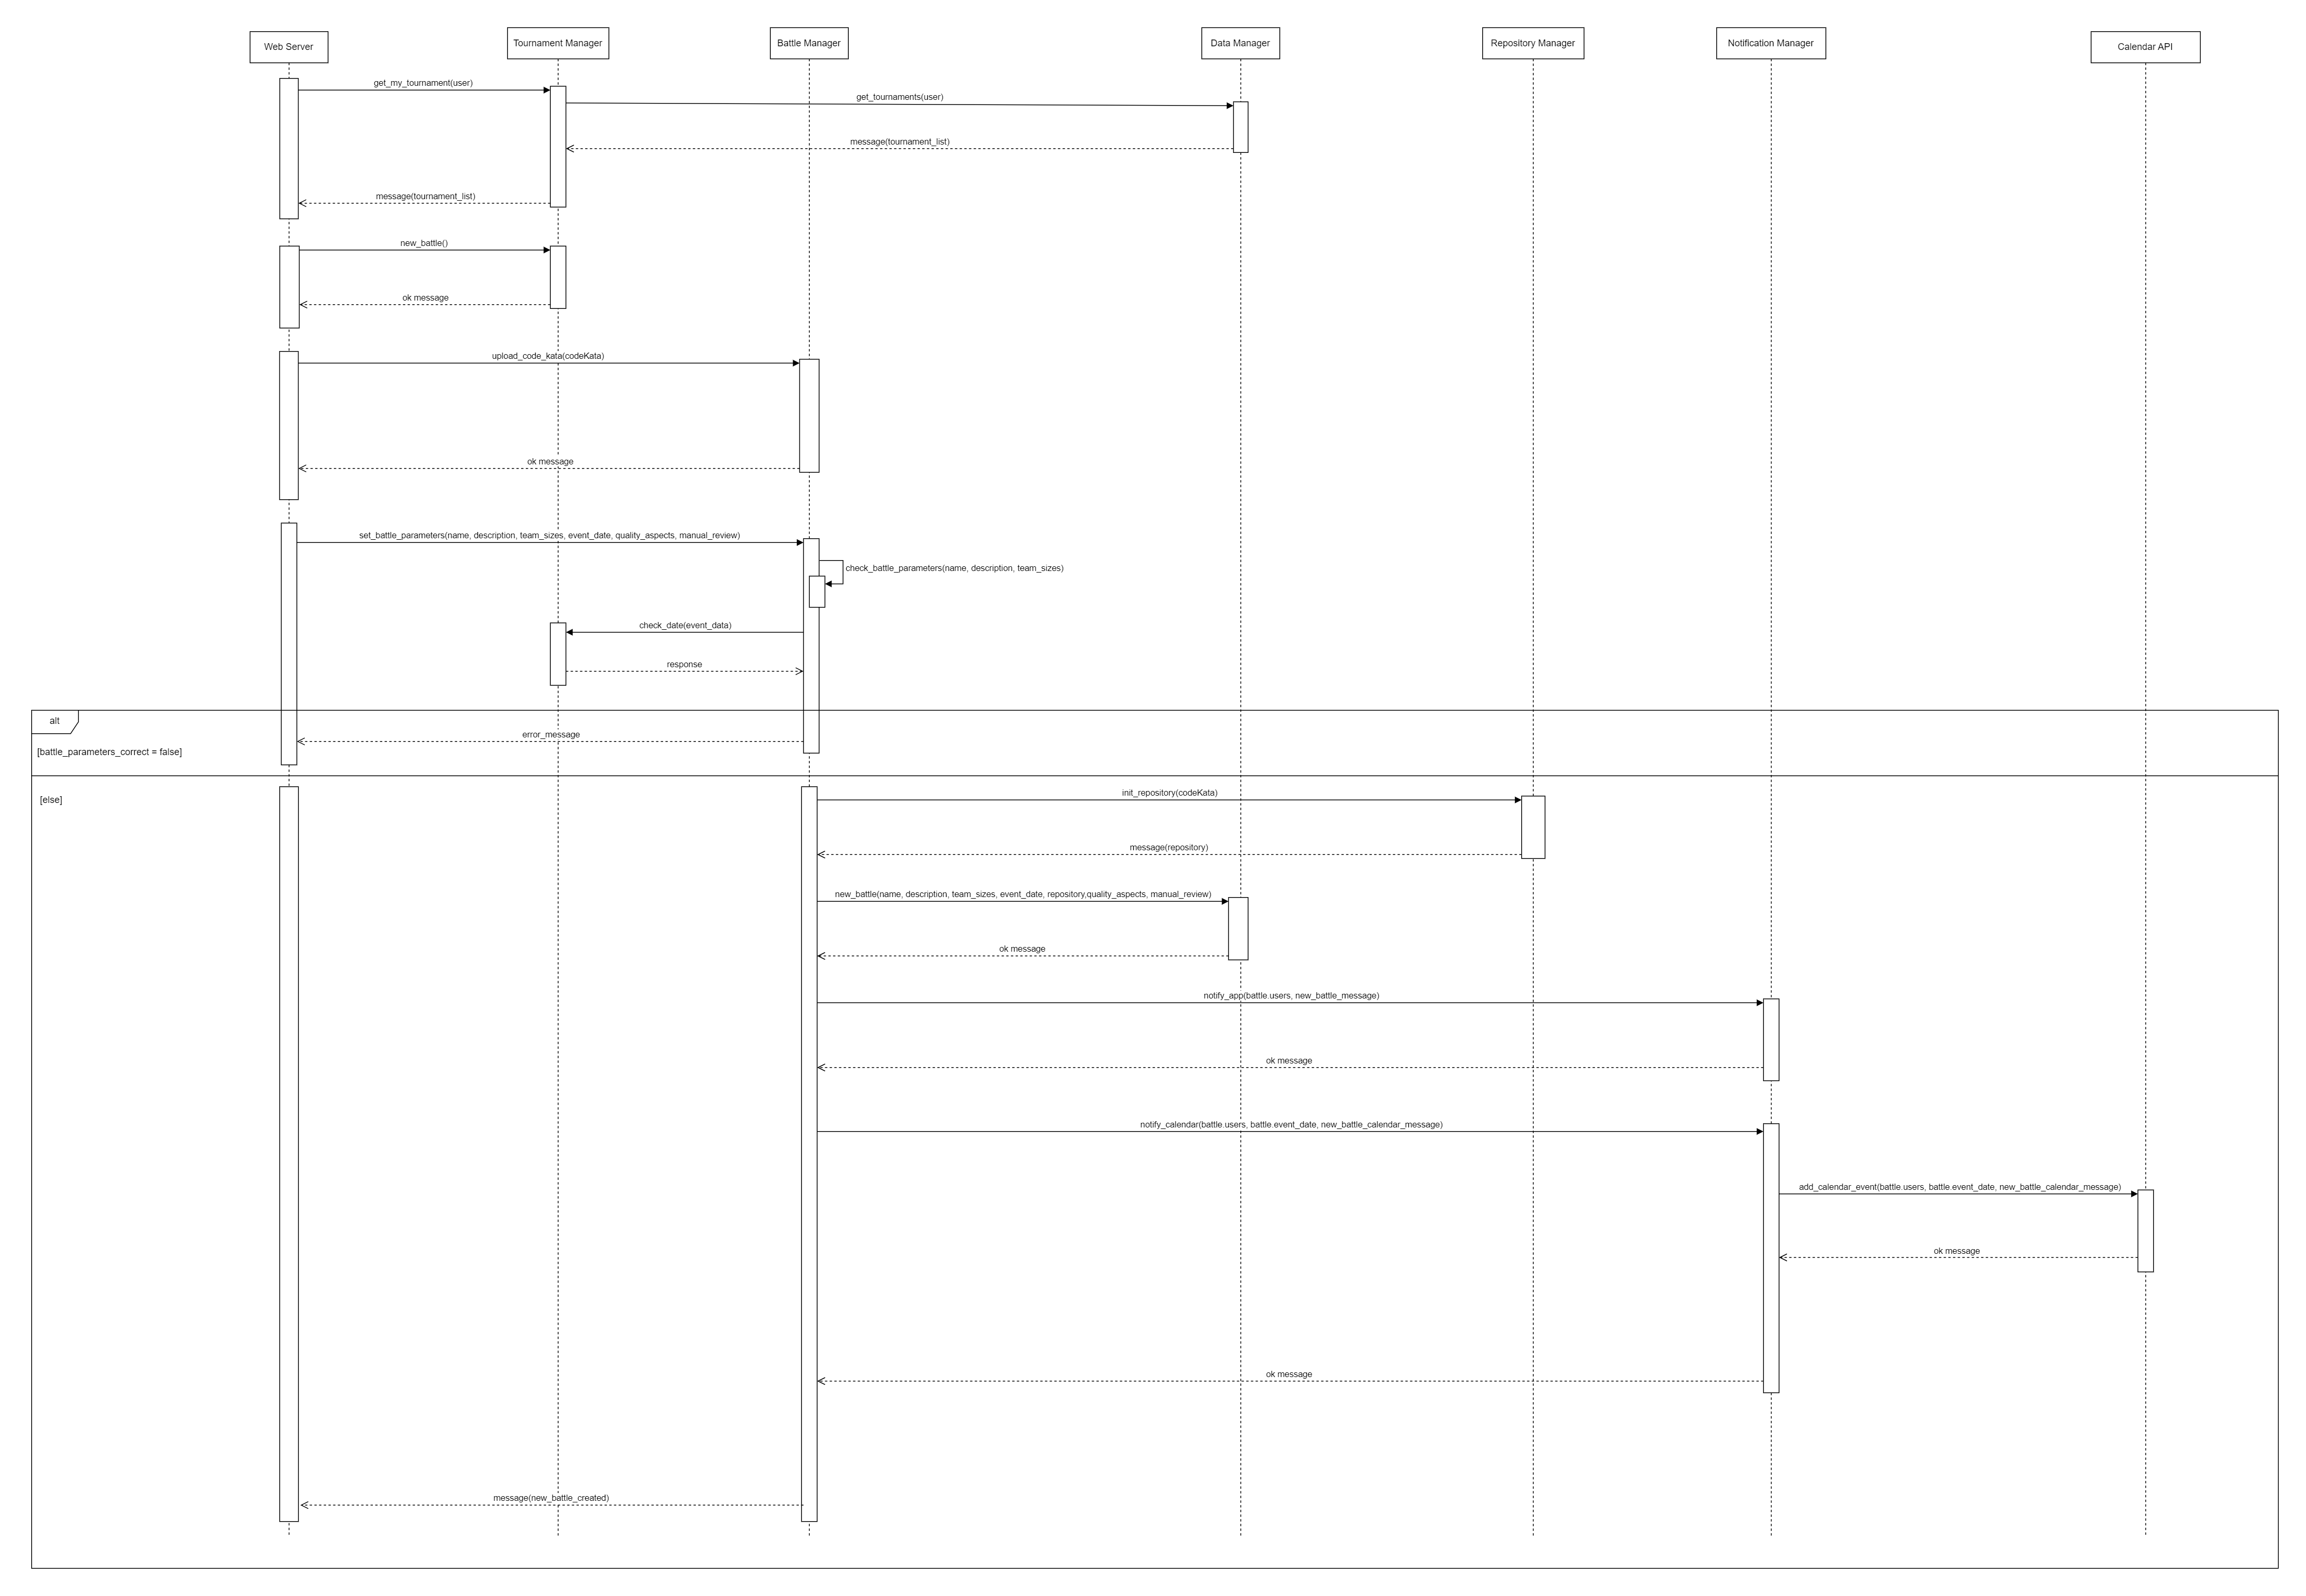 Web Server
Tournament Manager
Battle Manager
Data Manager
Repository Manager
Notification Manager
Calendar API
get_my_tournament(user)
get_tournaments(user)
message(tournament_list)
message(tournament_list)
new_battle()
ok message
upload_code_kata(codeKata)
ok message
set_battle_parameters(name, description, team_sizes, event_date, quality_aspects, manual_review)
check_battle_parameters(name, description, team_sizes)
check_date(event_data)
response
alt
error_message
[battle_parameters_correct = false]
[else]
init_repository(codeKata)
message(repository)
new_battle(name, description, team_sizes, event_date, repository,quality_aspects, manual_review)
ok message
notify_app(battle.users, new_battle_message)
ok message
notify_calendar(battle.users, battle.event_date, new_battle_calendar_message)
add_calendar_event(battle.users, battle.event_date, new_battle_calendar_message)
ok message
ok message
message(new_battle_created)